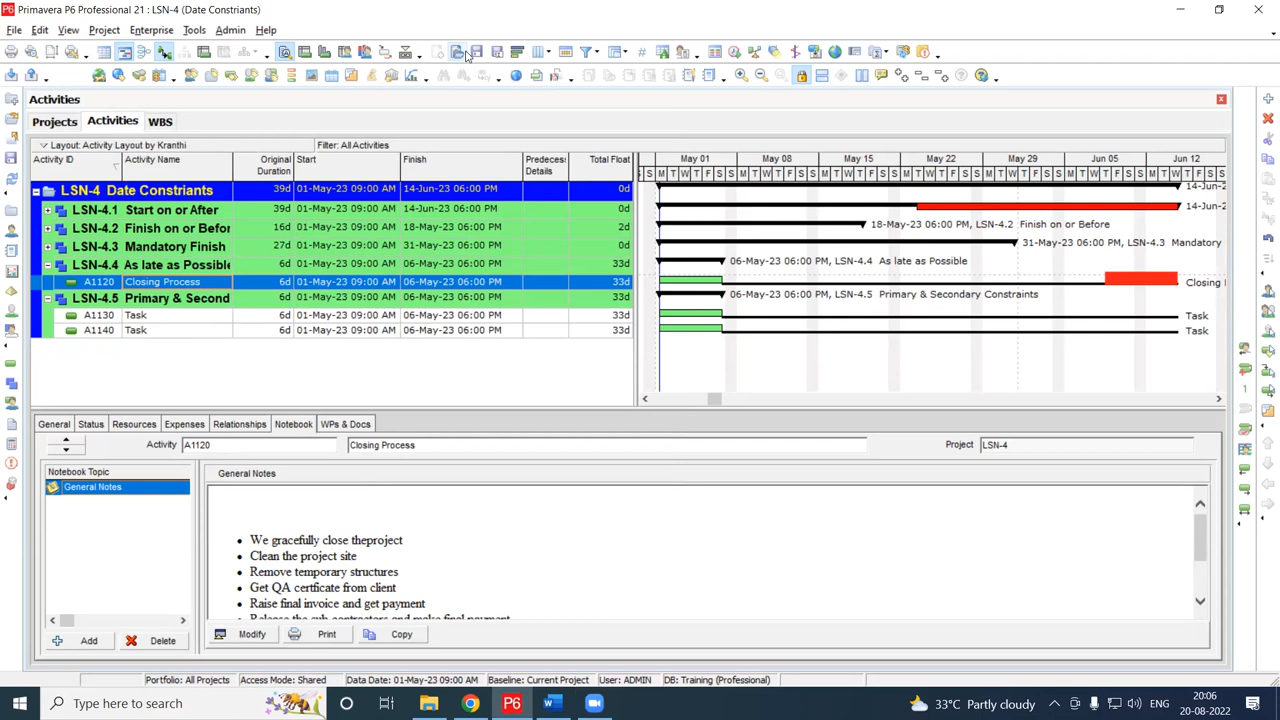 Primavera P6 Professional 21 : LSN-4 (Date Constriants)
File Edit View Project Enterprise Tools Admin Help
Activities
Projects Activities WBS
Layout: Activity Layout by Kranthi Filter: All Activities
Activity ID Activity Name Original Duration Start Finish Predeces: Details Total Float May 01 May 08 May 15 May 22 May 29 Jun 05 Jun 12
S M T W T F S S M T W T F S S M T W T F S S M T W T F S S M T W T F S S M T W T F S S M T W T F S
LSN-4 Date Constriants 39d 01-May-23 09:00 AM 14-Jun-23 06:00 PM 0d 14-Jun-2
LSN-4.1 Start on or After 39d 01-May-23 09:00 AM 14-Jun-23 06:00 PM 0d 14-Jun-2
LSN-4.2 Finish on or Befor 16d 01-May-23 09:00 AM 18-May-23 06:00 PM 2d 18-May-23 06:00 PM, LSN-4.2 Finish on or Before
LSN-4.3 Mandatory Finish 27d 01-May-23 09:00 AM 31-May-23 06:00 PM 0d 31-May-23 06:00 PM, LSN-4.3 Mandatory
LSN-4.4 As late as Possible 33d 01-May-23 09:00 AM 06-May-23 06:00 PM 33d 06-May-23 06:00 PM, LSN-4.4 As late as Possible
A1120 Closing Process 6d 01-May-23 09:00 AM 06-May-23 06:00 PM 33d Closing
LSN-4.5 Primary & Second 6d 01-May-23 09:00 AM 06-May-23 06:00 PM 33d 06-May-23 06:00 PM, LSN-4.5 Primary & Secondary Constraints
A1130 Task 6d 01-May-23 09:00 AM 06-May-23 06:00 PM 33d Task
A1140 Task 6d 01-May-23 09:00 AM 06-May-23 06:00 PM 33d Task
General Status Resources Expenses Relationships Notebook WPs & Docs
Activity A1120 Closing Process Project LSN-4
Notebook Topic General Notes
General Notes
• We gracefully close theproject
• Clean the project site
• Remove temporary structures
• Get QA certficate from client
• Raise final invoice and get payment
• Release the sub contractors and make final payment
Add Delete Modify Print Copy
Portfolio: All Projects Access Mode: Shared Data Date: 01-May-23 09:00 AM Baseline: Current Project User: ADMIN DB: Training (Professional)
Type here to search P6 33°C Partly cloudy ENG 20:06
20-08-2022